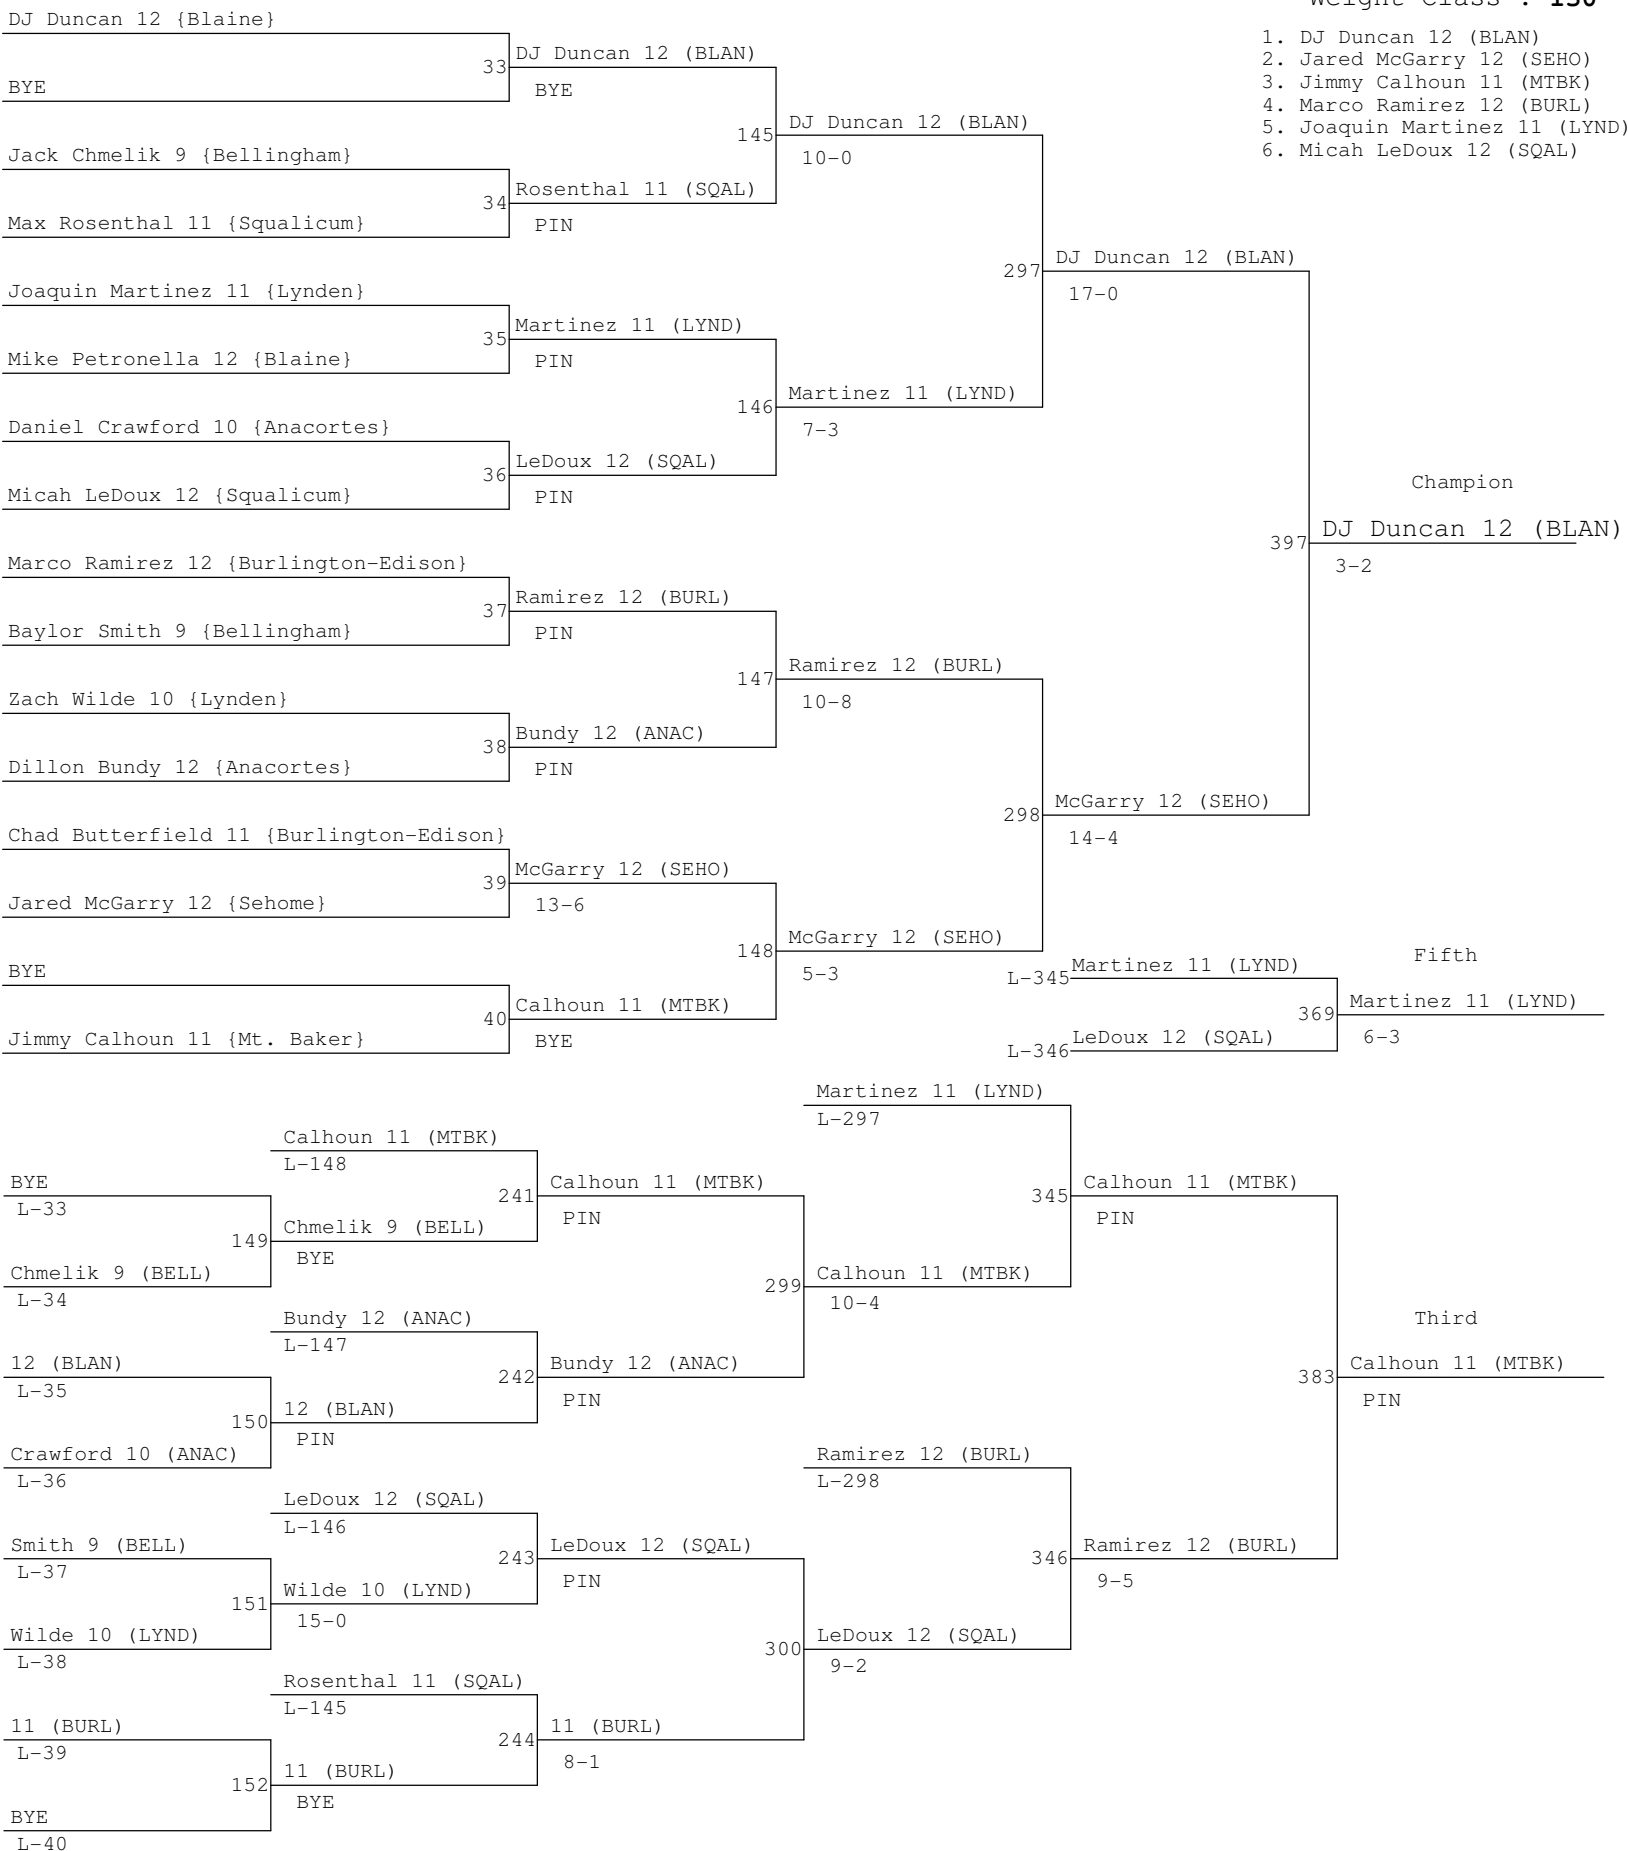 Weight Class : 130
1. DJ Duncan 12 (BLAN)
2. Jared McGarry 12 (SEHO)
3. Jimmy Calhoun 11 (MTBK)
4. Marco Ramirez 12 (BURL)
5. Joaquin Martinez 11 (LYND)
6. Micah LeDoux 12 (SQAL)
DJ Duncan 12 {Blaine}
BYE
Jack Chmelik 9 {Bellingham}
Max Rosenthal 11 {Squalicum}
Joaquin Martinez 11 {Lynden}
Mike Petronella 12 {Blaine}
Daniel Crawford 10 {Anacortes}
Micah LeDoux 12 {Squalicum}
Marco Ramirez 12 {Burlington-Edison}
Baylor Smith 9 {Bellingham}
Zach Wilde 10 {Lynden}
Dillon Bundy 12 {Anacortes}
Chad Butterfield 11 {Burlington-Edison}
Jared McGarry 12 {Sehome}
BYE
Jimmy Calhoun 11 {Mt. Baker}
33 DJ Duncan 12 (BLAN)
BYE
34 Rosenthal 11 (SQAL)
PIN
35 Martinez 11 (LYND)
PIN
36 LeDoux 12 (SQAL)
PIN
37 Ramirez 12 (BURL)
PIN
38 Bundy 12 (ANAC)
PIN
39 McGarry 12 (SEHO)
13-6
40 Calhoun 11 (MTBK)
BYE
145 DJ Duncan 12 (BLAN)
10-0
146 Martinez 11 (LYND)
7-3
147 Ramirez 12 (BURL)
10-8
148 McGarry 12 (SEHO)
5-3
297 DJ Duncan 12 (BLAN)
17-0
298 McGarry 12 (SEHO)
14-4
Champion
397 DJ Duncan 12 (BLAN)
3-2
Fifth
L-345 Martinez 11 (LYND)
L-346 LeDoux 12 (SQAL)
369 Martinez 11 (LYND)
6-3
BYE
L-33
Chmelik 9 (BELL)
L-34
12 (BLAN)
L-35
Crawford 10 (ANAC)
L-36
Smith 9 (BELL)
L-37
Wilde 10 (LYND)
L-38
11 (BURL)
L-39
BYE
L-40
Calhoun 11 (MTBK)
L-148
149 Chmelik 9 (BELL)
BYE
Bundy 12 (ANAC)
L-147
150 12 (BLAN)
PIN
LeDoux 12 (SQAL)
L-146
151 Wilde 10 (LYND)
15-0
Rosenthal 11 (SQAL)
L-145
152 11 (BURL)
BYE
241 Calhoun 11 (MTBK)
PIN
242 Bundy 12 (ANAC)
PIN
243 LeDoux 12 (SQAL)
PIN
244 11 (BURL)
8-1
Martinez 11 (LYND)
L-297
299 Calhoun 11 (MTBK)
10-4
Ramirez 12 (BURL)
L-298
300 LeDoux 12 (SQAL)
9-2
345 Calhoun 11 (MTBK)
PIN
346 Ramirez 12 (BURL)
9-5
Third
383 Calhoun 11 (MTBK)
PIN